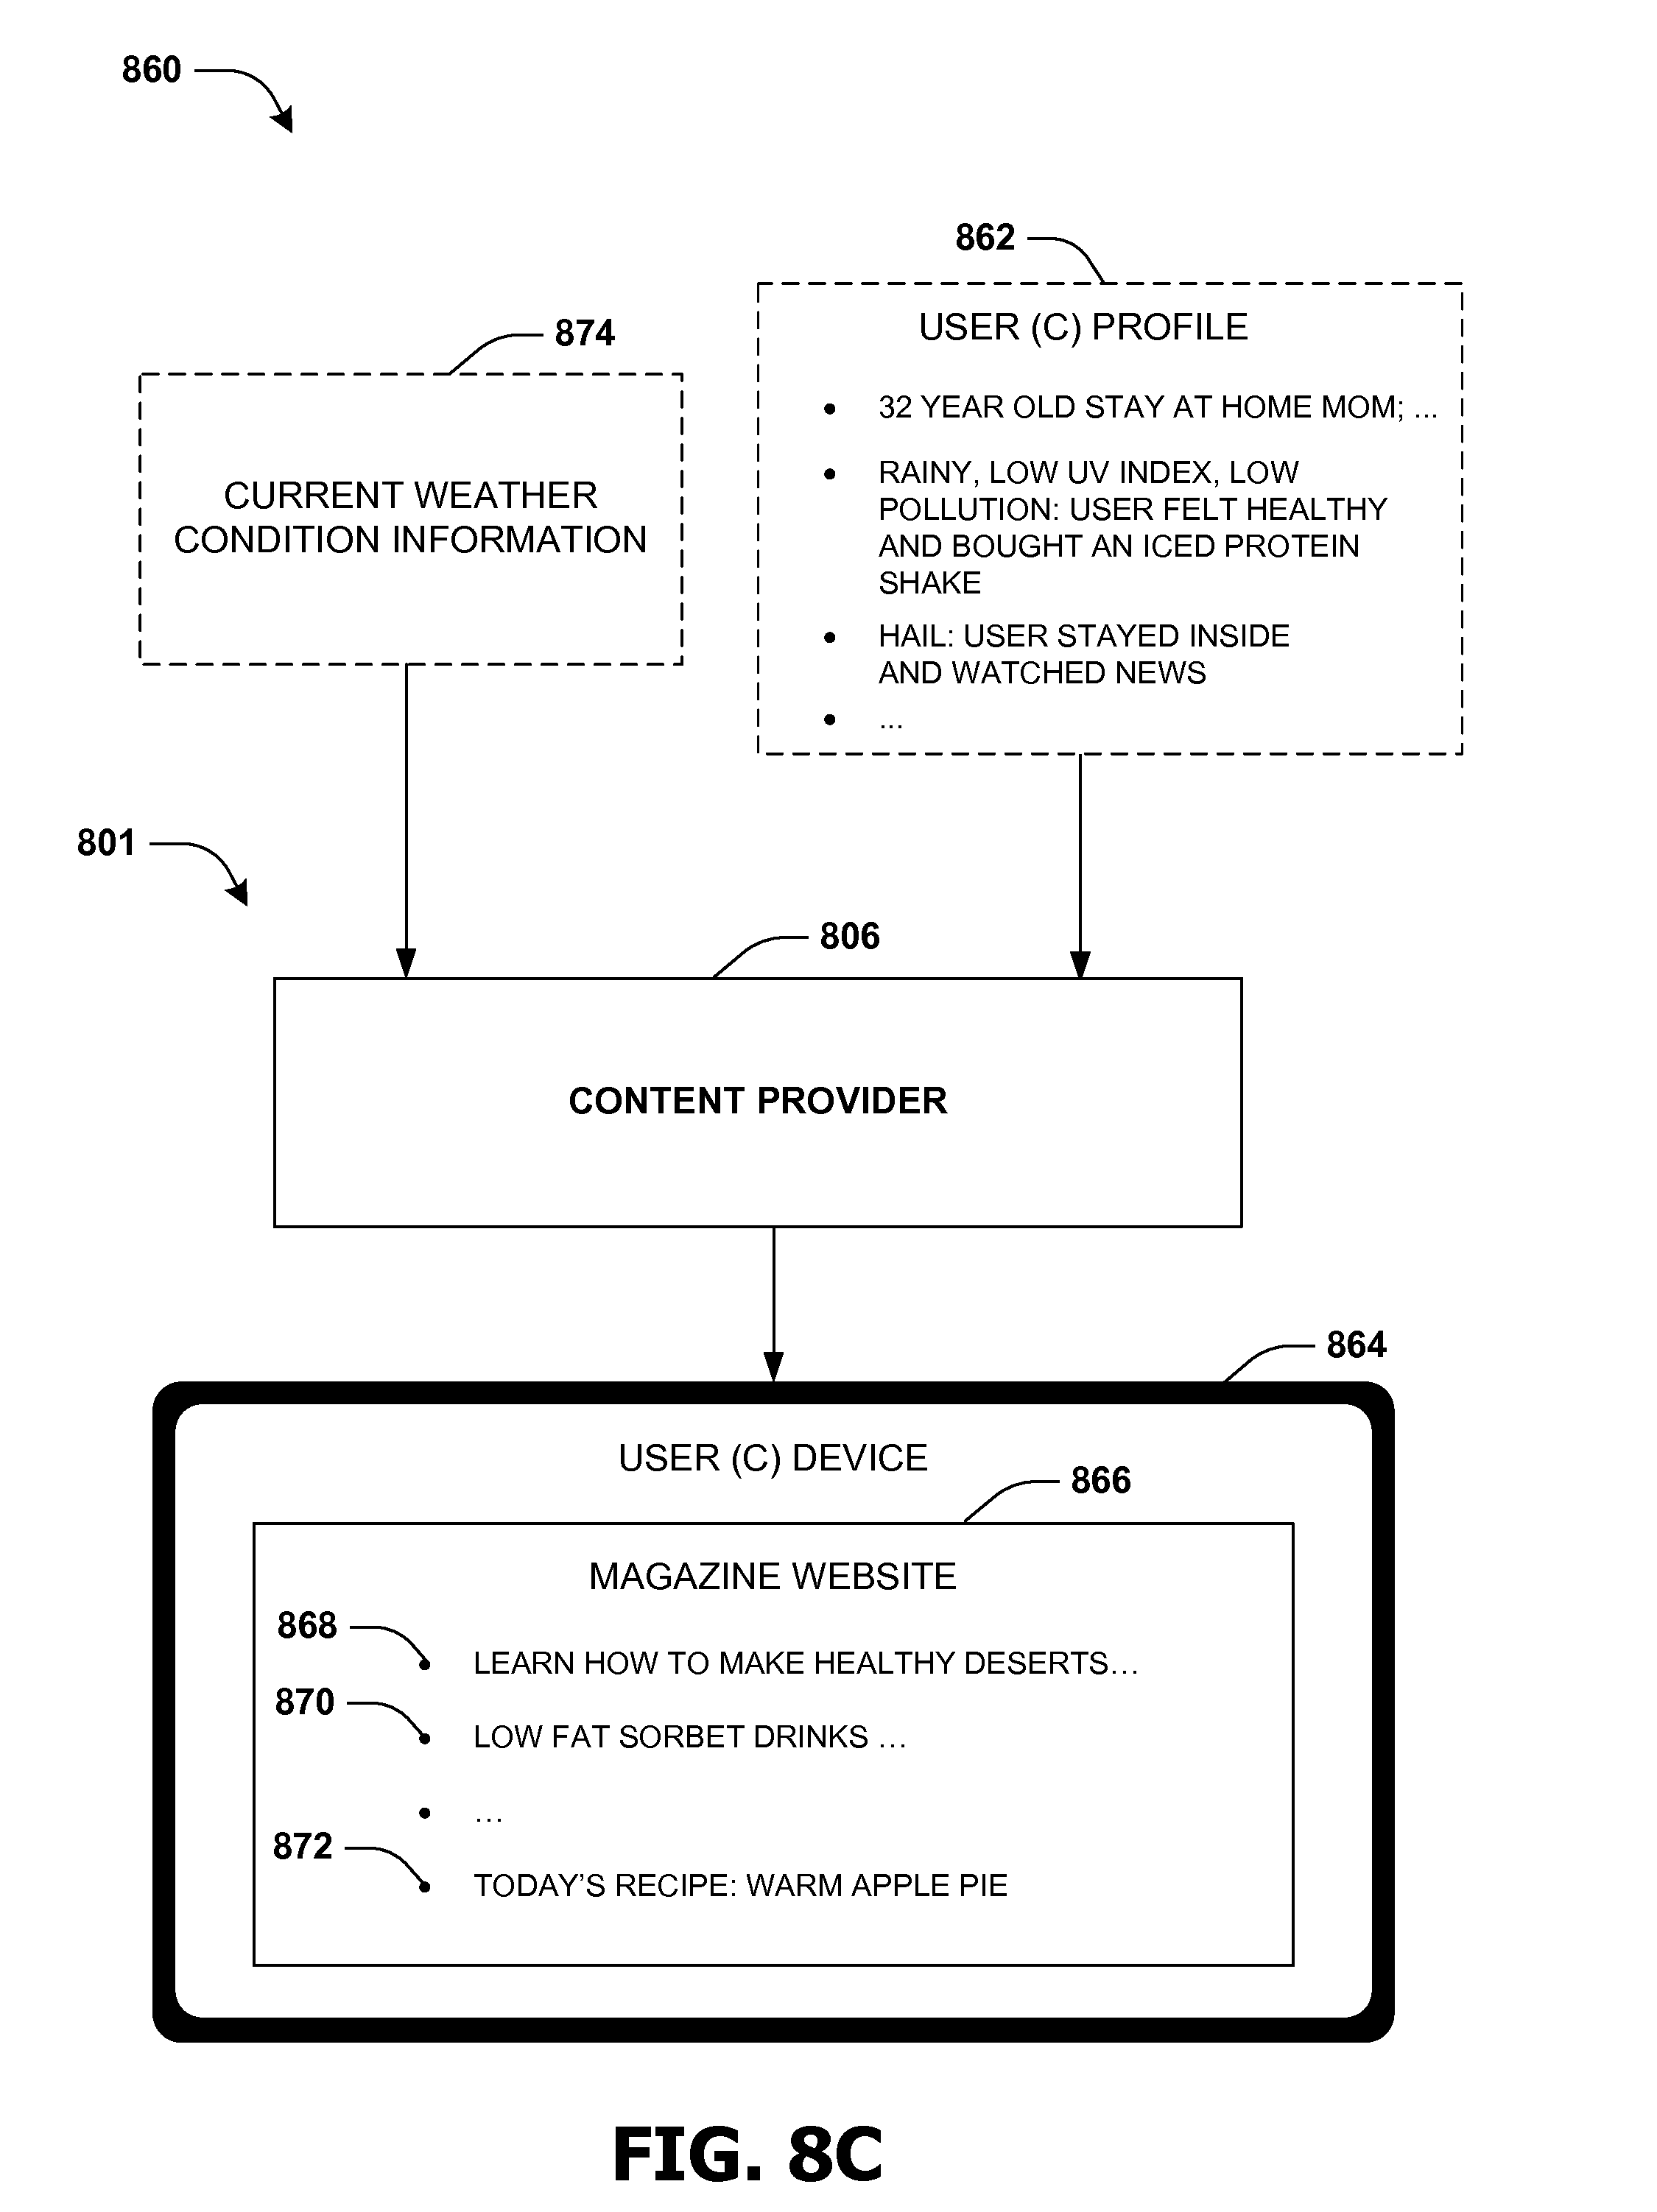 860
862
USER (C) PROFILE
• 32 YEAR OLD STAY AT HOME MOM; ...
• RAINY, LOW UV INDEX, LOW
POLLUTION: USER FELT HEALTHY
AND BOUGHT AN ICED PROTEIN
SHAKE
• HAIL: USER STAYED INSIDE
AND WATCHED NEWS
• ...
874
CURRENT WEATHER
CONDITION INFORMATION
801
806
CONTENT PROVIDER
864
USER (C) DEVICE
866
MAGAZINE WEBSITE
868
• LEARN HOW TO MAKE HEALTHY DESERTS…
870
• LOW FAT SORBET DRINKS …
• …
872
• TODAY’S RECIPE: WARM APPLE PIE
FIG. 8C